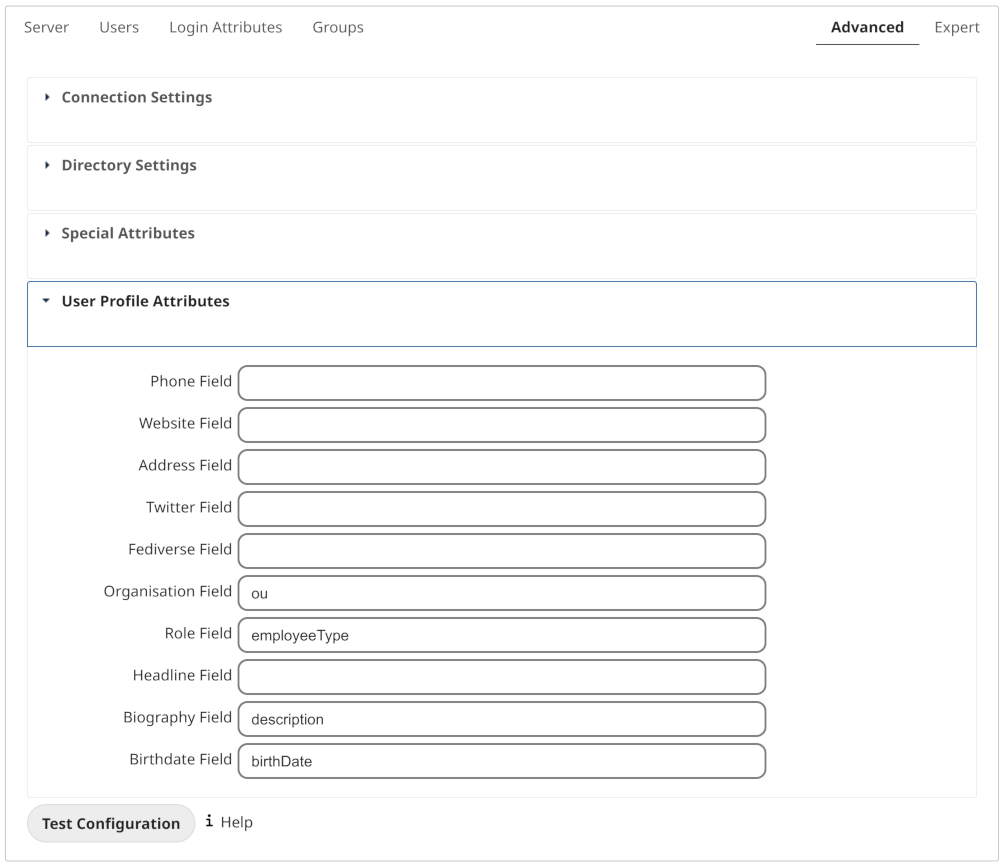 Server Users Login Attributes Groups Advanced Expert
Connection Settings
Directory Settings
Special Attributes
User Profile Attributes
Phone Field
Website Field
Address Field
Twitter Field
Fediverse Field
Organisation Field ou
Role Field employeeType
Headline Field
Biography Field description
Birthdate Field birthDate
Test Configuration i Help